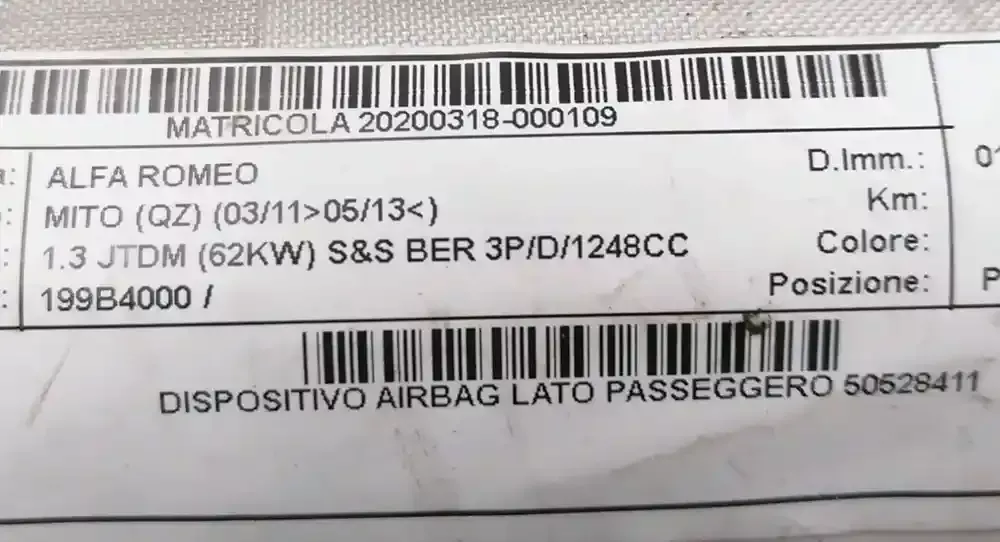 MATRICOLA 20200318-000109
ALFA ROMEO
D.Imm.: 01
MITO (QZ) (03/11>05/13<)
Km:
1.3 JTDM (62KW) S&S BER 3P/D/1248CC
Colore:
199B4000 /
Posizione: P
DISPOSITIVO AIRBAG LATO PASSEGGERO 50528411